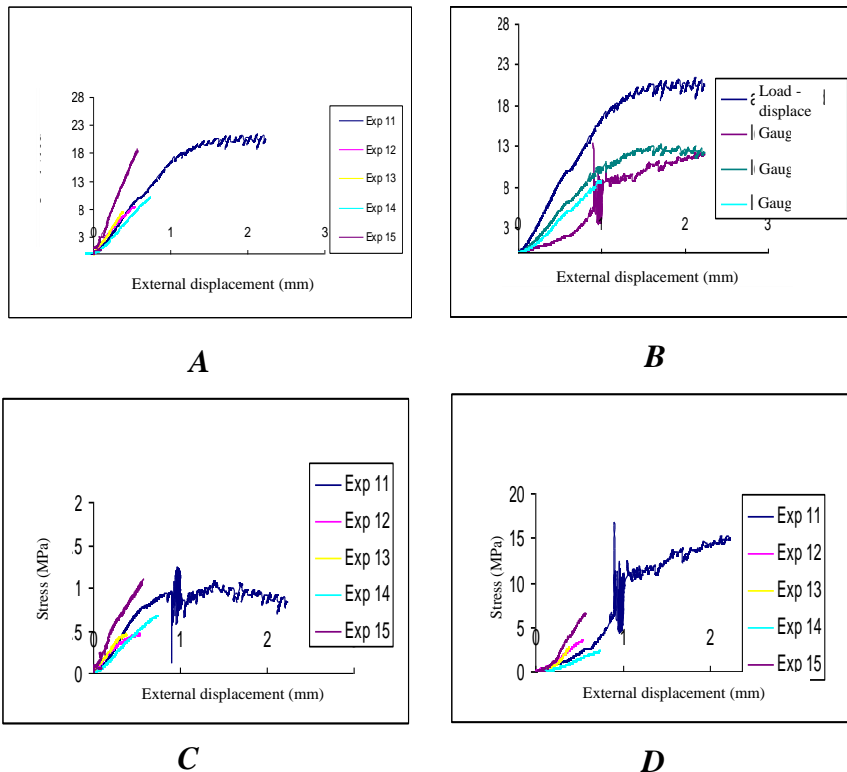 28
23
18
13
8
3
0
1
2
3
External displacement (mm)
Exp 11
Exp 12
Exp 13
Exp 14
Exp 15
A
28
23
18
13
8
3
0
1
2
3
External displacement (mm)
Load -
displace
Gaug
Gaug
Gaug
B
Stress (MPa)
2
.5
1
.5
0
0
1
2
External displacement (mm)
Exp 11
Exp 12
Exp 13
Exp 14
Exp 15
C
Stress (MPa)
20
15
10
5
0
0
1
2
External displacement (mm)
Exp 11
Exp 12
Exp 13
Exp 14
Exp 15
D